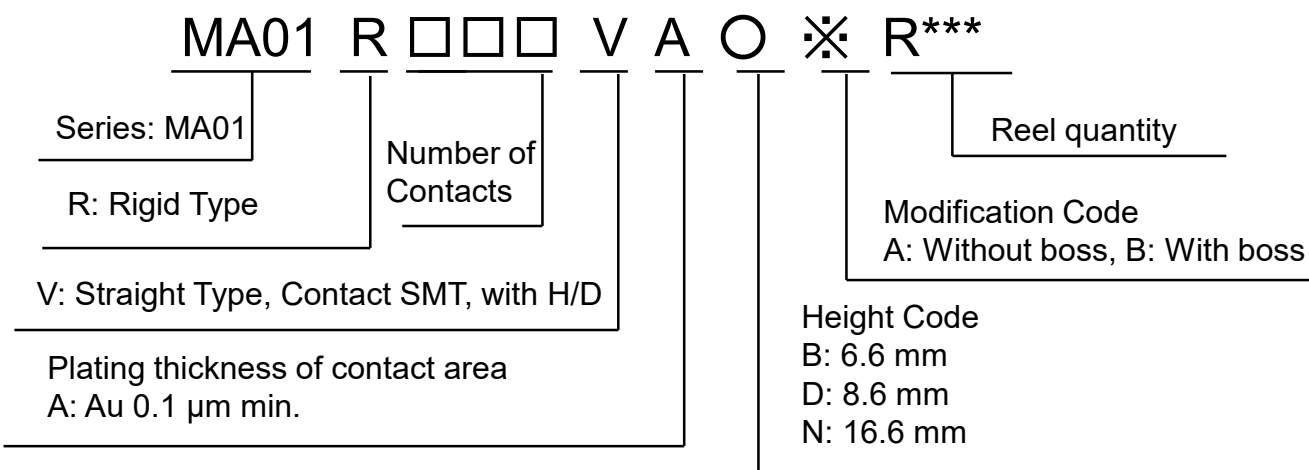 MA01 R □□□ V A ○ ※ R***
Series: MA01
Reel quantity
Number of
Contacts
R: Rigid Type
Modification Code
A: Without boss, B: With boss
V: Straight Type, Contact SMT, with H/D
Height Code
B: 6.6 mm
D: 8.6 mm
N: 16.6 mm
Plating thickness of contact area
A: Au 0.1 µm min.